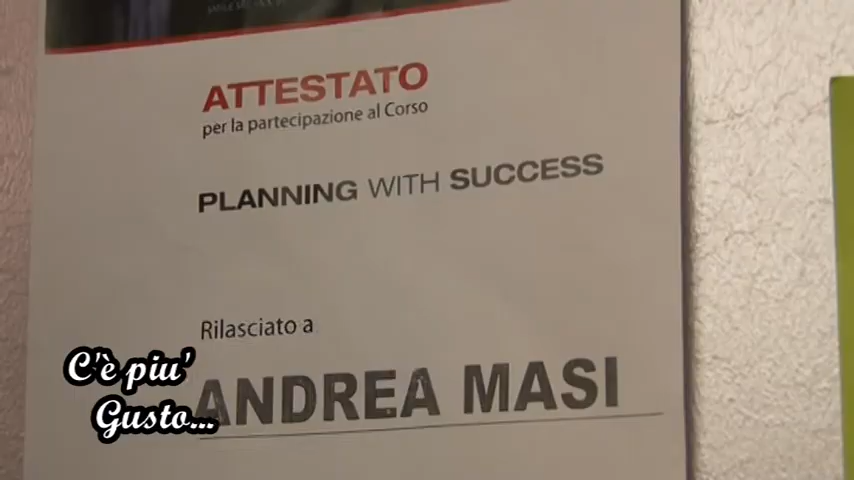 ATTESTATO
per la partecipazione al Corso
PLANNING WITH SUCCESS
Rilasciato a
ANDREA MASI
C'è piu'
Gusto...